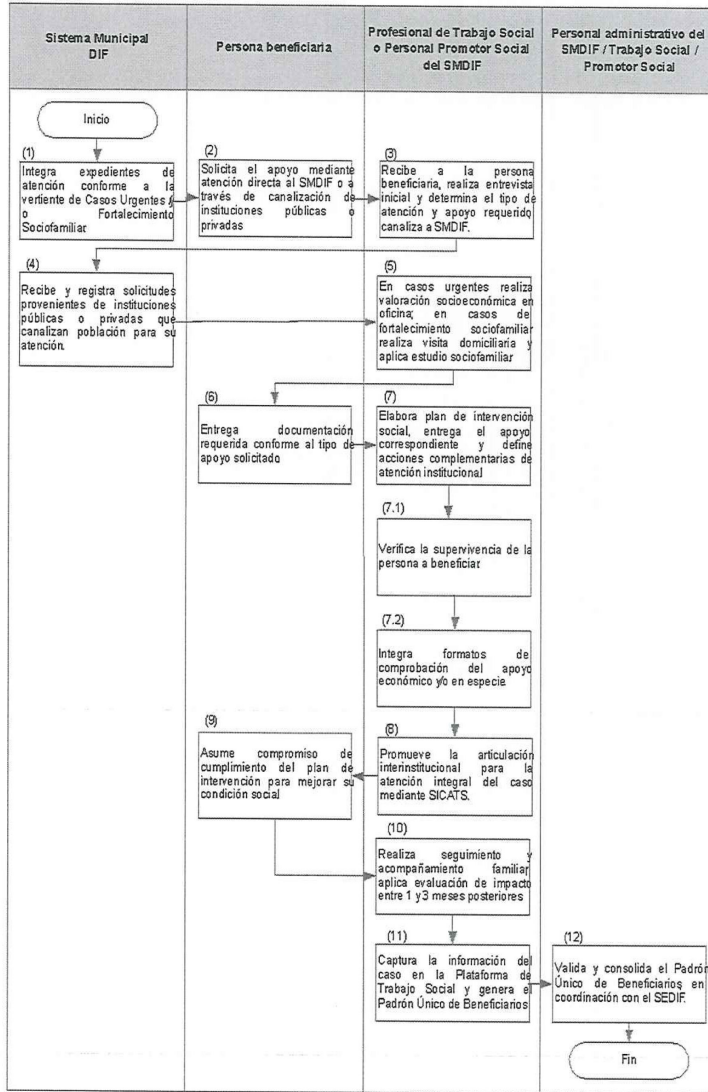 Sistema Municipal
DIF
Persona beneficiaria
Profesional de Trabajo Social
o Personal Promotor Social
del SMDIF
Personal administrativo del
SMDIF / Trabajo Social /
Promotor Social
Inicio
(1)
Integra expedientes de
atención conforme a la
vertiente de Casos Urgentes y
o Fortalecimiento
Sociofamiliar
(2)
Solicita el apoyo mediante
atención directa al SMDIF o a
través de canalización de
instituciones públicas o
privadas
(3)
Recibe a la persona
beneficiaria, realiza entrevista
inicial y determina el tipo de
atención y apoyo requerido,
canaliza a SMDIF.
(4)
Recibe y registra solicitudes
provenientes de instituciones
públicas o privadas que
canalizan población para su
atención.
(5)
En casos urgentes realiza
valoración socioeconómica en
oficina; en casos de
fortalecimiento sociofamiliar
realiza visita domiciliaria y
aplica estudio sociofamiliar
(6)
Entrega documentación
requerida conforme al tipo de
apoyo solicitado
(7)
Elabora plan de intervención
social, entrega el apoyo
correspondiente y define
acciones complementarias de
atención institucional
(7.1)
Verifica la supervivencia de la
persona a beneficiar.
(7.2)
Integra formatos de
comprobación del apoyo
económico y/o en especie.
(8)
Promueve la articulación
interinstitucional para la
atención integral del caso
mediante SICATS.
(9)
Asume compromiso de
cumplimiento del plan de
intervención para mejorar su
condición social
(10)
Realiza seguimiento y
acompañamiento familiar,
aplica evaluación de impacto
entre 1 y 3 meses posteriores
(11)
Captura la información del
caso en la Plataforma de
Trabajo Social y genera el
Padrón Único de Beneficiarios
(12)
Valida y consolida el Padrón
Único de Beneficiarios, en
coordinación con el SEDIF.
Fin